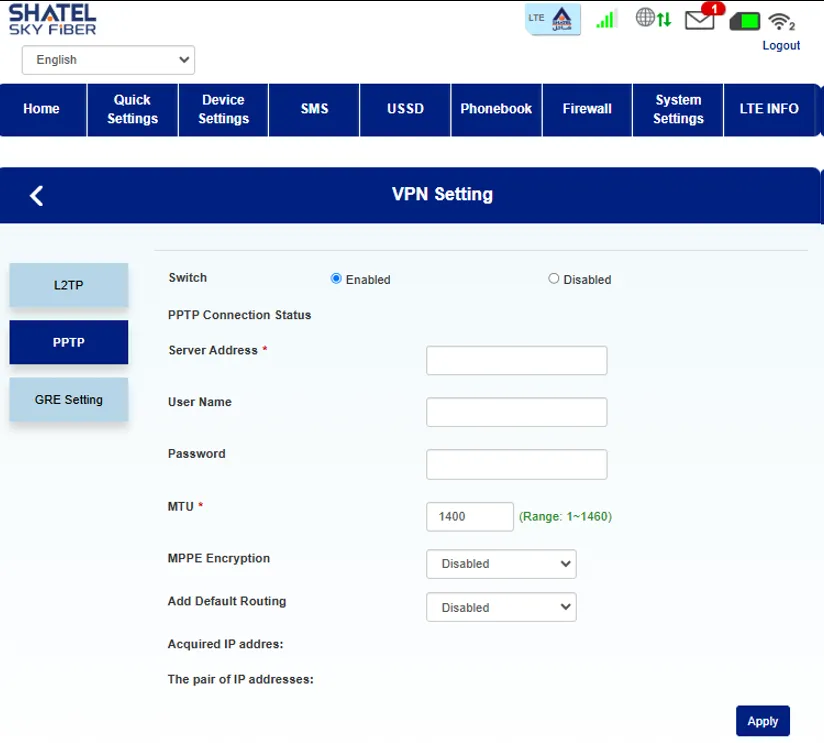 SHATEL
SKY FiBER
LTE
شاتل
1
2
Logout
English
Home
Quick Settings
Device Settings
SMS
USSD
Phonebook
Firewall
System Settings
LTE INFO
VPN Setting
L2TP
PPTP
GRE Setting
Switch
Enabled
Disabled
PPTP Connection Status
Server Address *
User Name
Password
MTU *
1400
(Range: 1~1460)
MPPE Encryption
Disabled
Add Default Routing
Disabled
Acquired IP addres:
The pair of IP addresses:
Apply